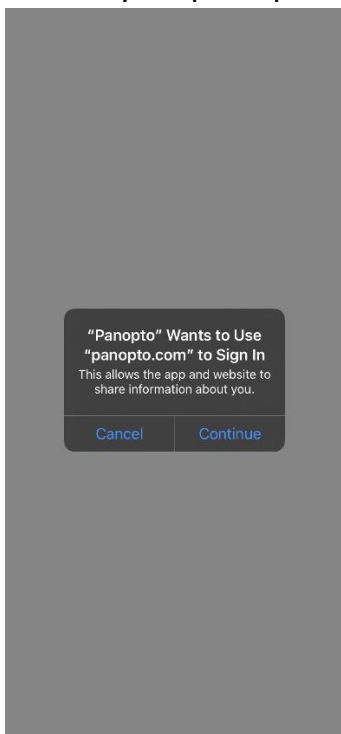 “Panopto” Wants to Use
“panopto.com” to Sign In
This allows the app and website to
share information about you.
Cancel
Continue